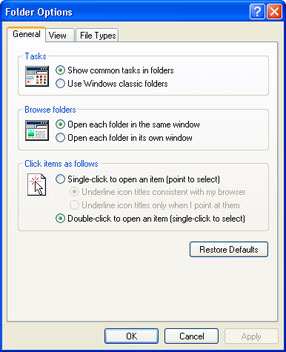 Folder Options
General
View
File Types
Tasks
Show common tasks in folders
Use Windows classic folders
Browse folders
Open each folder in the same window
Open each folder in its own window
Click items as follows
Single-click to open an item (point to select)
Underline icon titles consistent with my browser
Underline icon titles only when I point at them
Double-click to open an item (single-click to select)
Restore Defaults
OK
Cancel
Apply